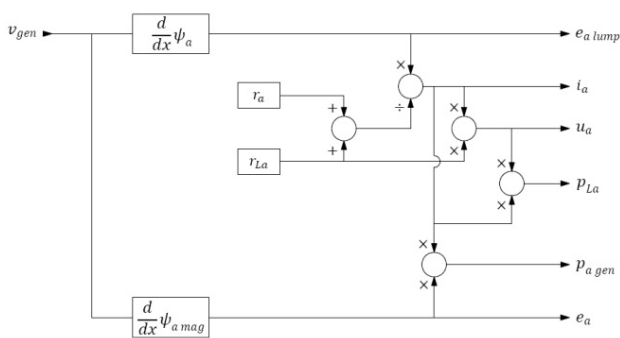 v_gen
d/dx ψ_a
e_a lump
×
r_a
÷
i_a
+
×
u_a
+
×
r_La
×
p_La
×
×
p_a gen
×
d/dx ψ_a mag
e_a